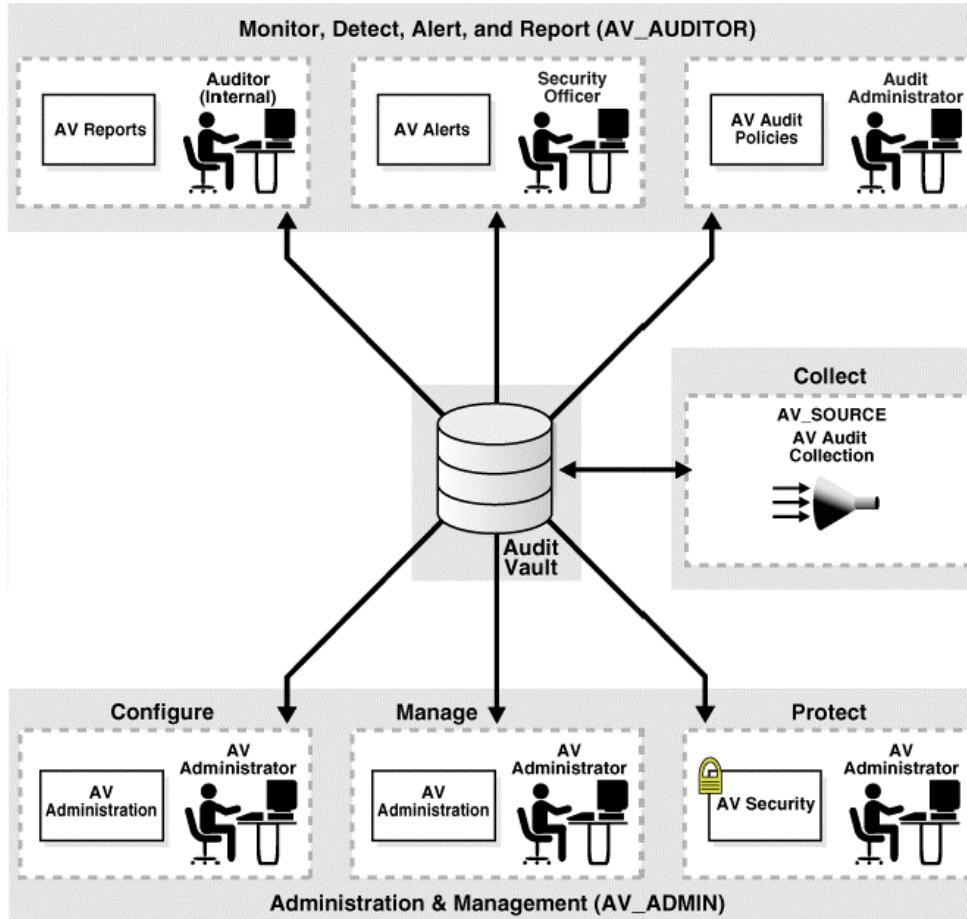 Monitor, Detect, Alert, and Report (AV_AUDITOR)
AV Reports
Auditor
(Internal)
AV Alerts
Security
Officer
AV Audit
Policies
Audit
Administrator
Collect
AV_SOURCE
AV Audit
Collection
Audit
Vault
Configure
AV
Administration
AV
Administrator
Manage
AV
Administration
AV
Administrator
Protect
AV Security
AV
Administrator
Administration & Management (AV_ADMIN)